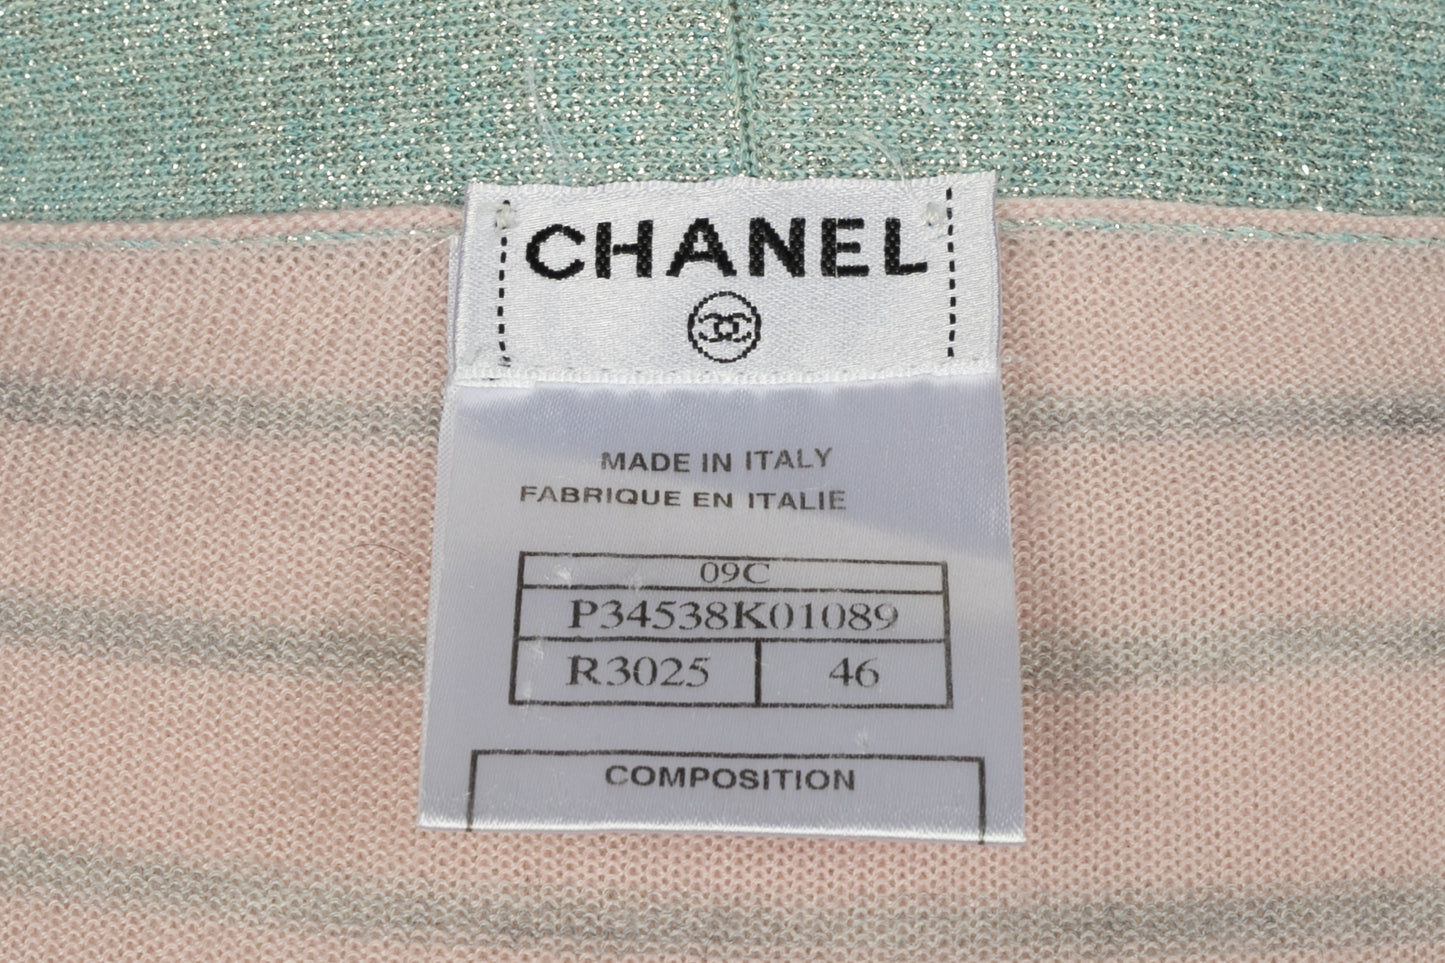 CHANEL
MADE IN ITALY
FABRIQUE EN ITALIE
09C
P34538K01089
R3025 46
COMPOSITION